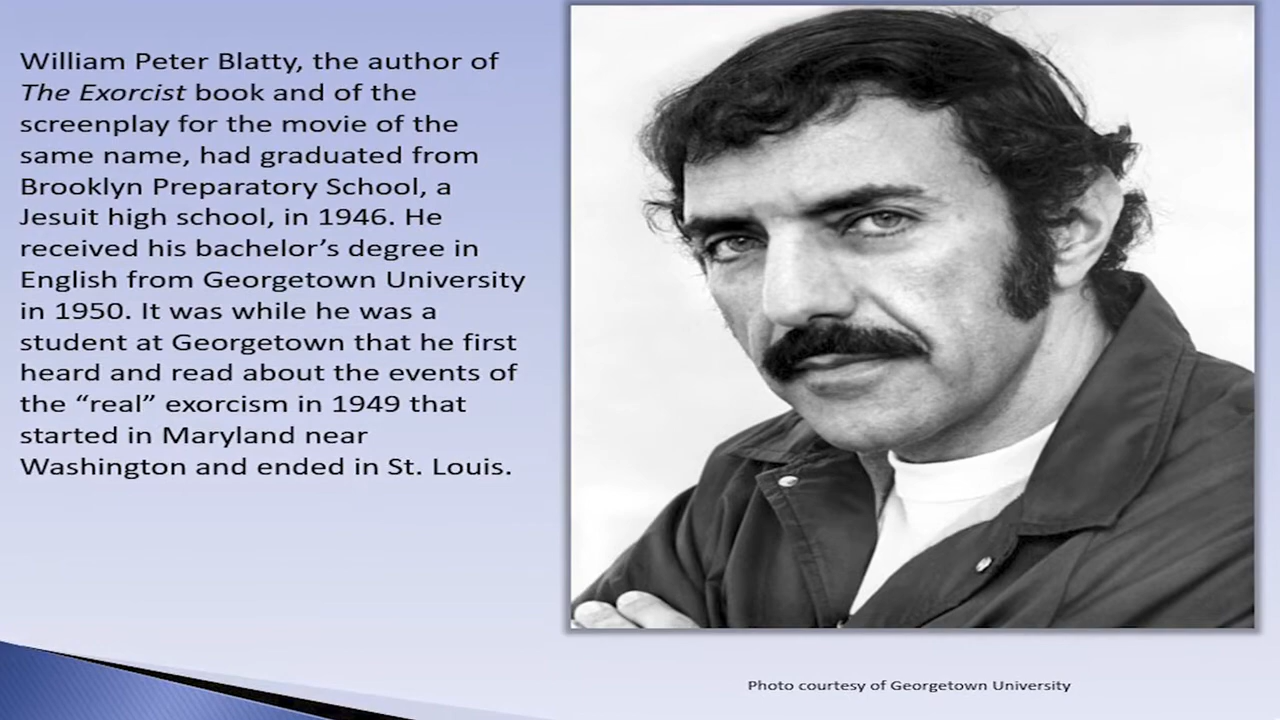 William Peter Blatty, the author of
The Exorcist book and of the
screenplay for the movie of the
same name, had graduated from
Brooklyn Preparatory School, a
Jesuit high school, in 1946. He
received his bachelor’s degree in
English from Georgetown University
in 1950. It was while he was a
student at Georgetown that he first
heard and read about the events of
the “real” exorcism in 1949 that
started in Maryland near
Washington and ended in St. Louis.
Photo courtesy of Georgetown University